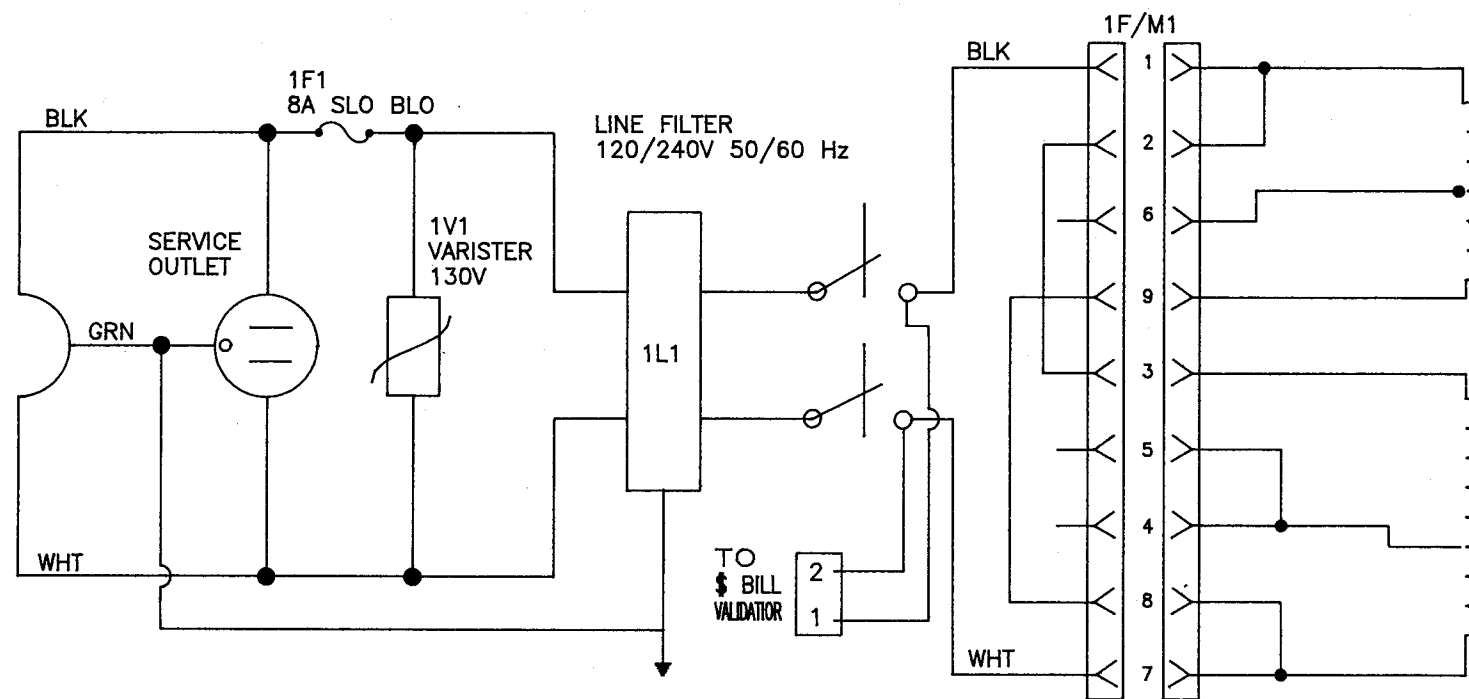 1F/M1
BLK
1F1
8A SLO BLO
BLK
LINE FILTER
120/240V 50/60 Hz
1V1
VARISTER
130V
SERVICE
OUTLET
GRN
1L1
WHT
TO
$ BILL
VALIDATIOR
2
1
WHT
1
2
6
9
3
5
4
8
7